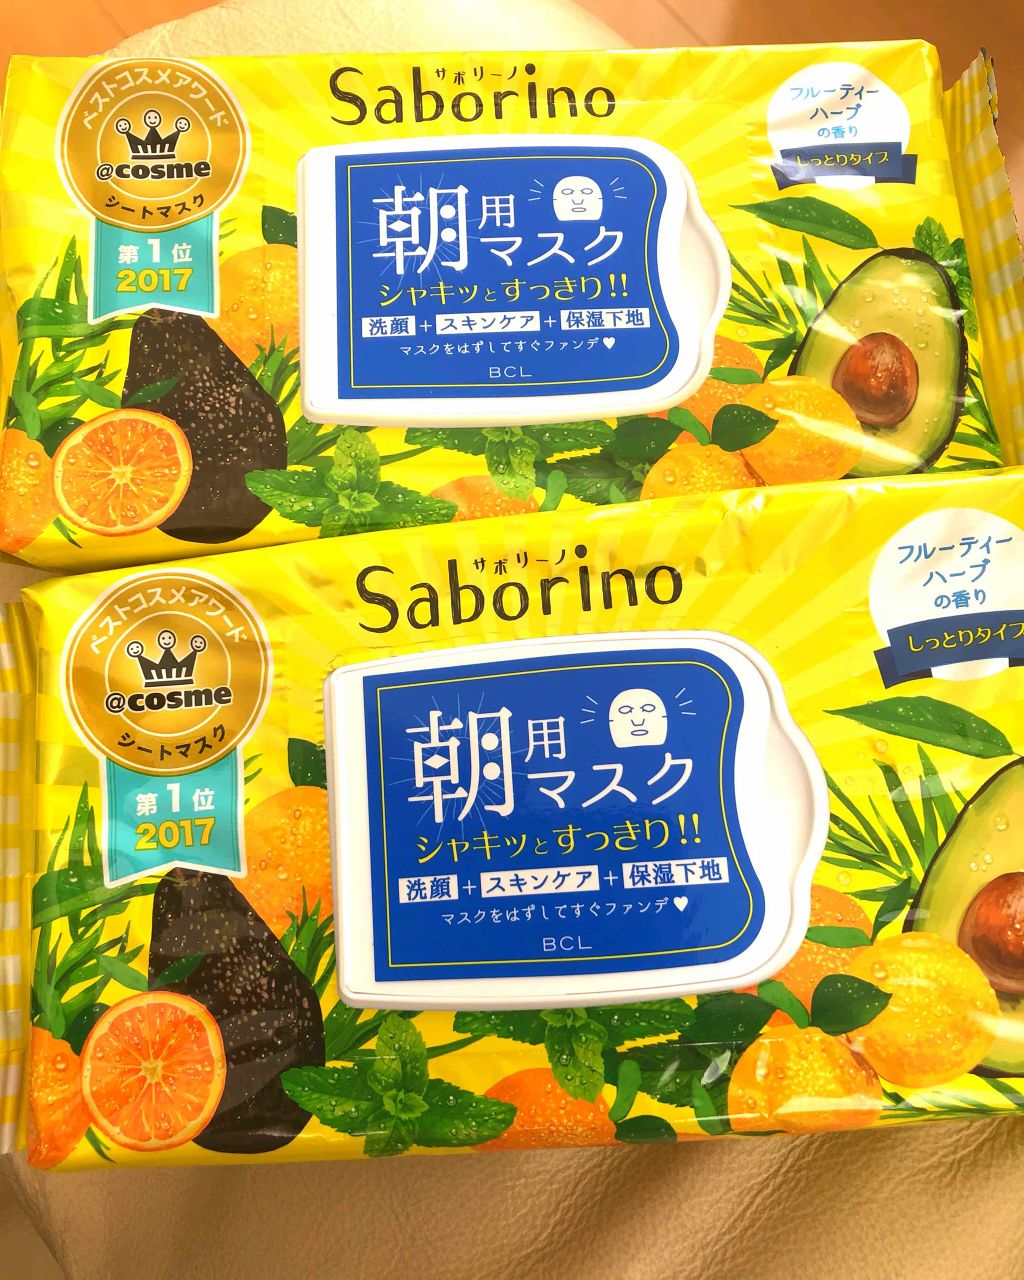 ベストコスメアワード
@cosme
シートマスク
第1位
2017
サボリーノ
Saborino
フルーティー
ハーブ
の香り
しっとりタイプ
朝用マスク
シャキッとすっきり!!
洗顔+スキンケア+保湿下地
マスクをはずしてすぐファンデ♥
BCL
ベストコスメアワード
@cosme
シートマスク
第1位
2017
サボリーノ
Saborino
フルーティー
ハーブ
の香り
しっとりタイプ
朝用マスク
シャキッとすっきり!!
洗顔+スキンケア+保湿下地
マスクをはずしてすぐファンデ♥
BCL